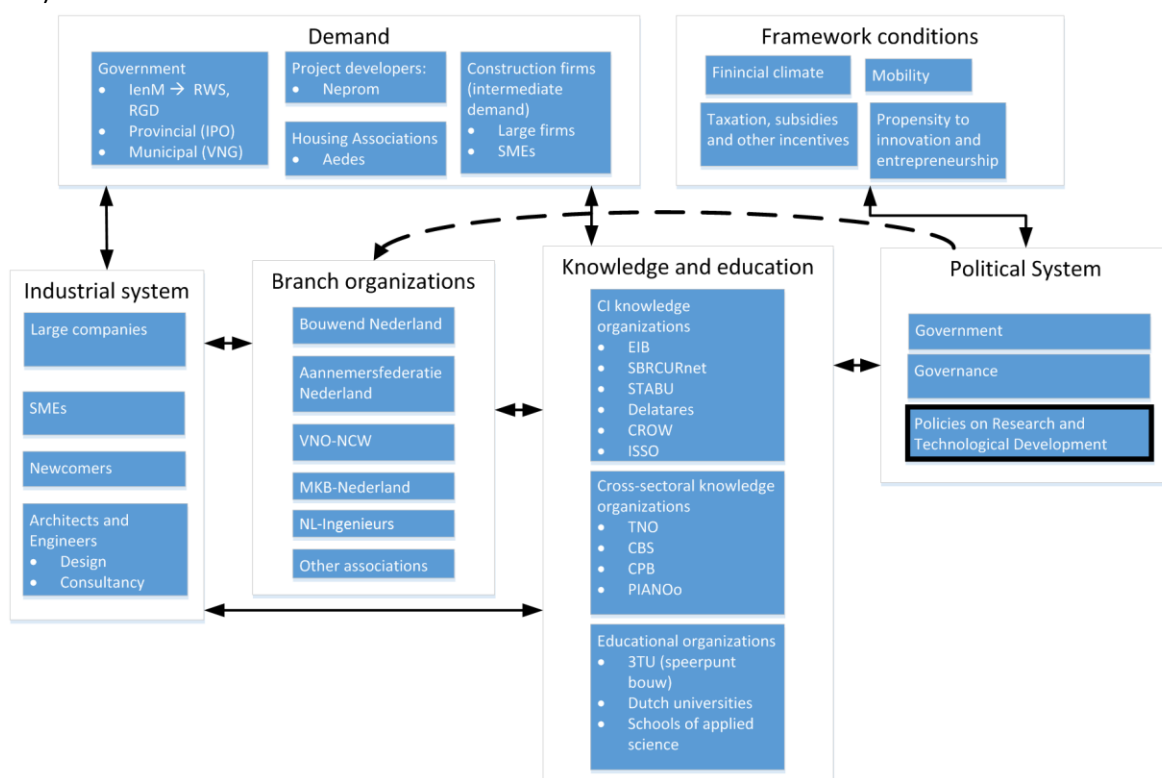 Demand
Government
• IenM → RWS,
RGD
• Provincial (IPO)
• Municipal (VNG)
Project developers:
• Neprom
Housing Associations
• Aedes
Construction firms
(intermediate
demand)
• Large firms
• SMEs
Framework conditions
Finincial climate
Mobility
Taxation, subsidies
and other incentives
Propensity to
innovation and
entrepreneurship
Industrial system
Large companies
SMEs
Newcomers
Architects and
Engineers
• Design
• Consultancy
Branch organizations
Bouwend Nederland
Aannemersfederatie
Nederland
VNO-NCW
MKB-Nederland
NL-Ingenieurs
Other associations
Knowledge and education
CI knowledge
organizations
• EIB
• SBRCURnet
• STABU
• Delatares
• CROW
• ISSO
Cross-sectoral knowledge
organizations
• TNO
• CBS
• CPB
• PIANOo
Educational organizations
• 3TU (speerpunt
bouw)
• Dutch universities
• Schools of applied
science
Political System
Government
Governance
Policies on Research and
Technological Development